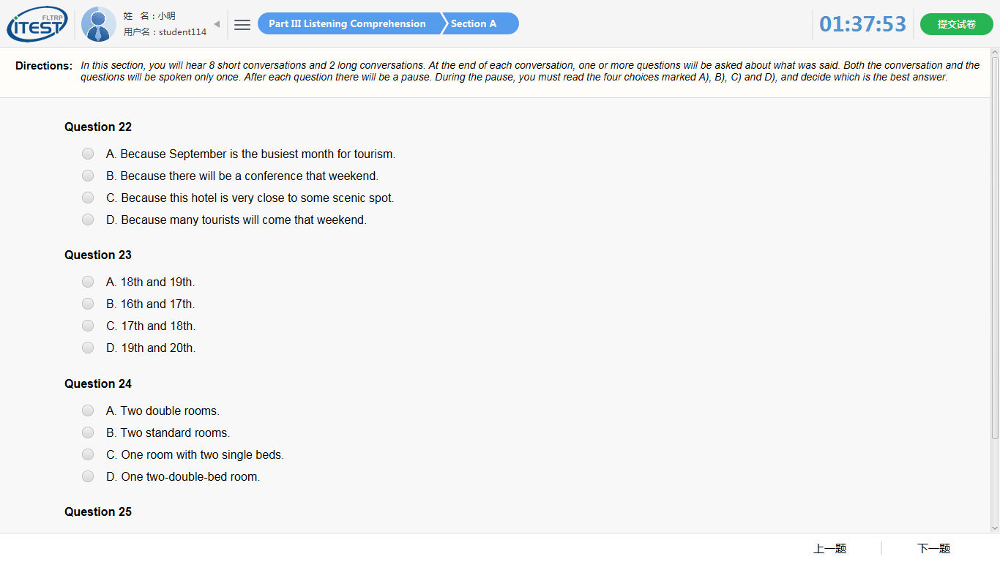 FLTRP
iTEST
姓 名：小明
用户名：student114
Part III Listening Comprehension
Section A
01:37:53
提交试卷
Directions: In this section, you will hear 8 short conversations and 2 long conversations. At the end of each conversation, one or more questions will be asked about what was said. Both the conversation and the
questions will be spoken only once. After each question there will be a pause. During the pause, you must read the four choices marked A), B), C) and D), and decide which is the best answer.
Question 22
A. Because September is the busiest month for tourism.
B. Because there will be a conference that weekend.
C. Because this hotel is very close to some scenic spot.
D. Because many tourists will come that weekend.
Question 23
A. 18th and 19th.
B. 16th and 17th.
C. 17th and 18th.
D. 19th and 20th.
Question 24
A. Two double rooms.
B. Two standard rooms.
C. One room with two single beds.
D. One two-double-bed room.
Question 25
上一题
下一题